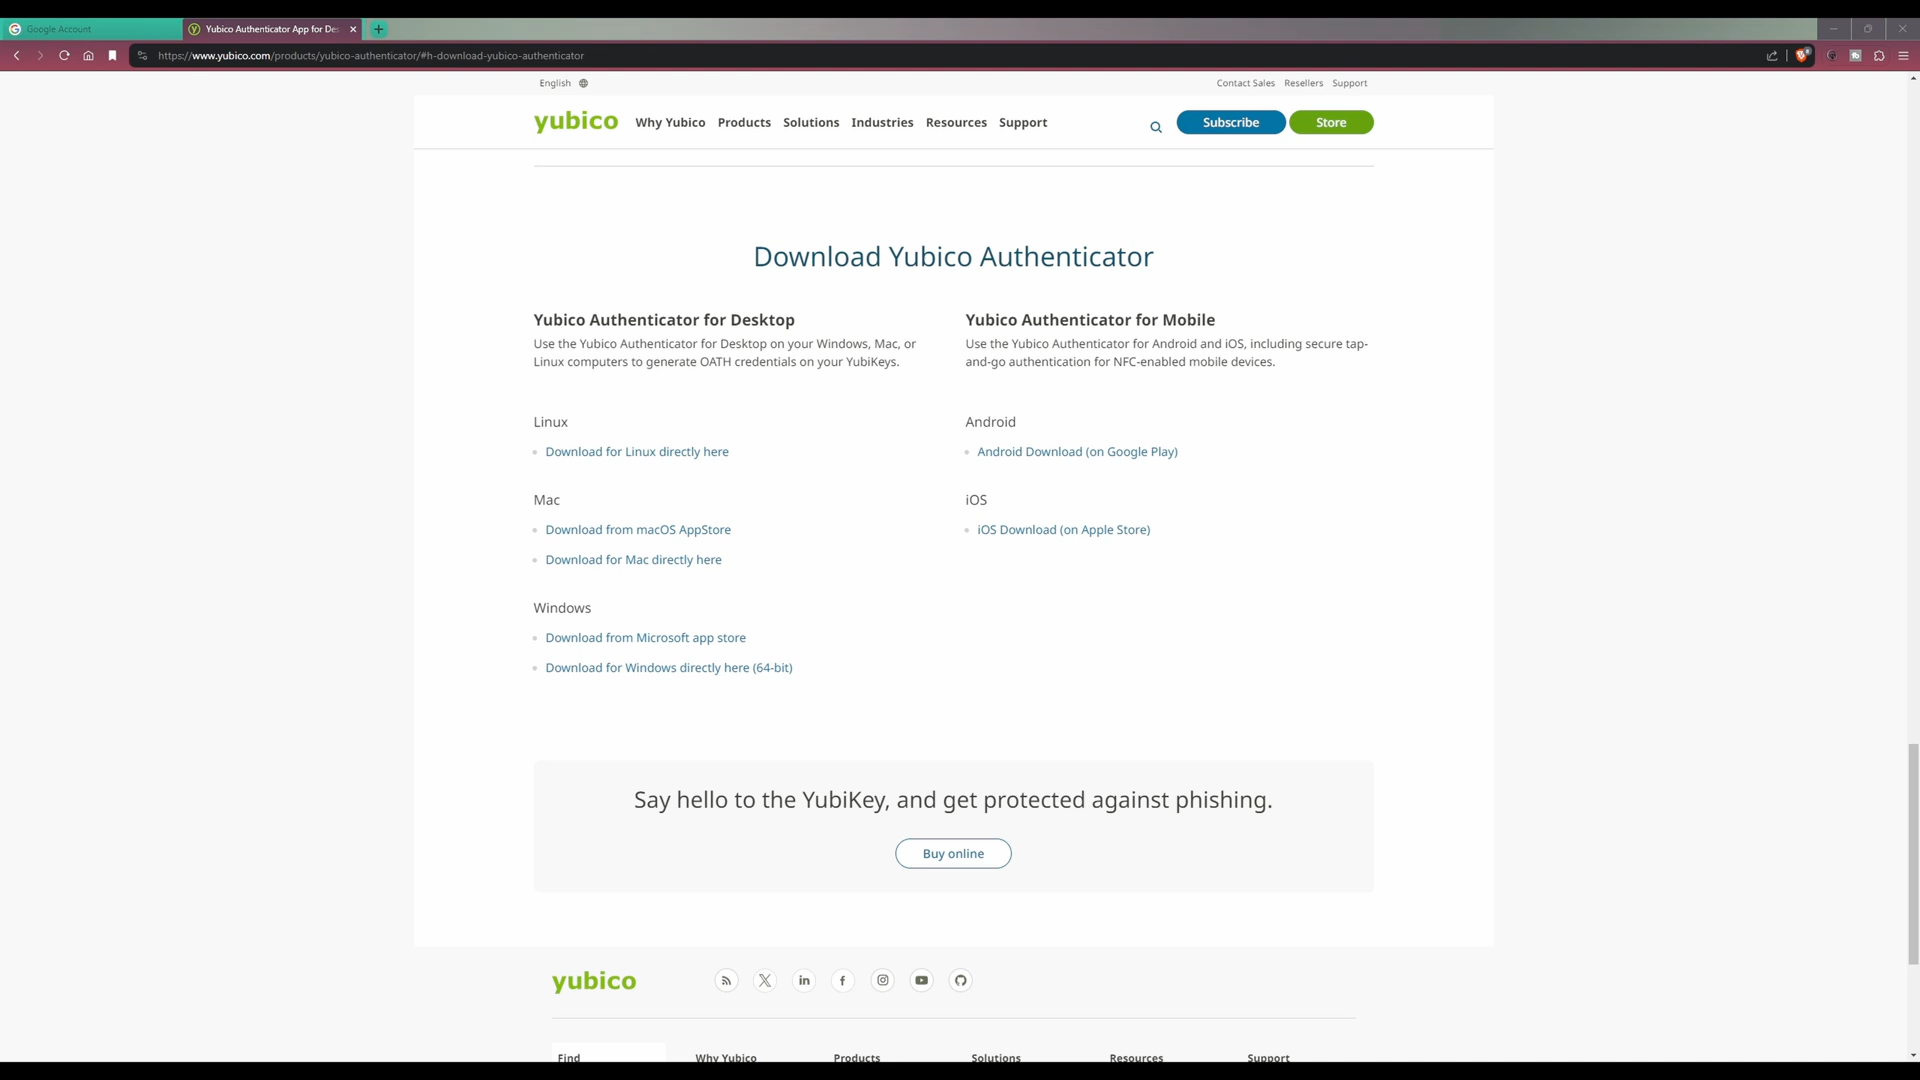 Google Account
Yubico Authenticator App for De
https://www.yubico.com/products/yubico-authenticator/#h-download-yubico-authenticator
English
Contact Sales Resellers Support
yubico Why Yubico Products Solutions Industries Resources Support Subscribe Store
Download Yubico Authenticator
Yubico Authenticator for Desktop
Use the Yubico Authenticator for Desktop on your Windows, Mac, or
Linux computers to generate OATH credentials on your YubiKeys.
Linux
Download for Linux directly here
Mac
Download from macOS AppStore
Download for Mac directly here
Windows
Download from Microsoft app store
Download for Windows directly here (64-bit)
Yubico Authenticator for Mobile
Use the Yubico Authenticator for Android and iOS, including secure tap-
and-go authentication for NFC-enabled mobile devices.
Android
Android Download (on Google Play)
iOS
iOS Download (on Apple Store)
Say hello to the YubiKey, and get protected against phishing.
Buy online
yubico
Find Why Yubico Products Solutions Resources Support